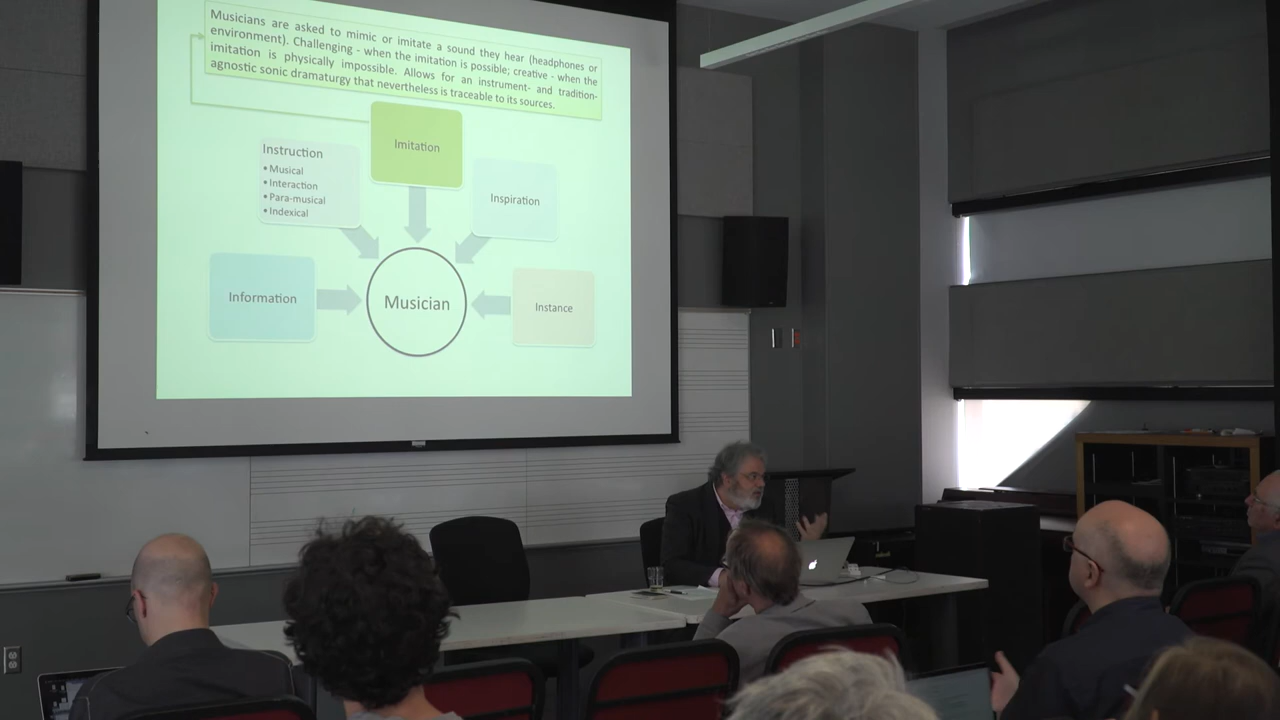 Musicians are asked to mimic or imitate a sound they hear (headphones or
environment). Challenging - when the imitation is possible; creative - when the
imitation is physically impossible. Allows for an instrument- and tradition-
agnostic sonic dramaturgy that nevertheless is traceable to its sources.
Imitation
Instruction
• Musical
• Interaction
• Para-musical
• Indexical
Inspiration
Information
Musician
Instance